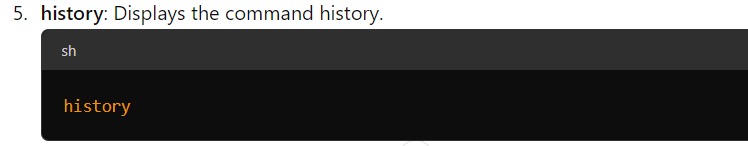 5. history: Displays the command history.
sh
history